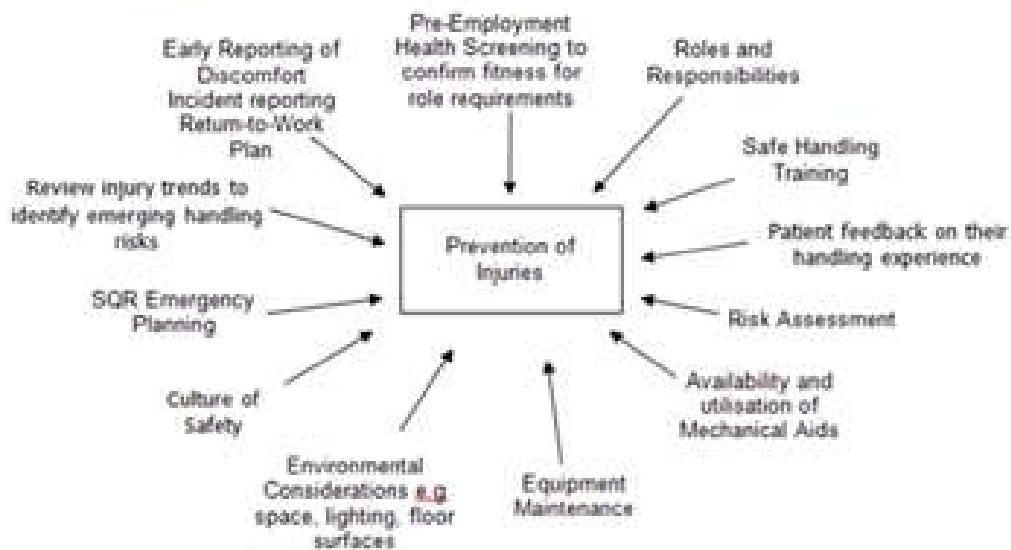 Pre-Employment
Health Screening to
confirm fitness for
role requirements
Roles and
Responsibilities
Safe Handling
Training
Patient feedback on their
handling experience
Risk Assessment
Availability and
utilisation of
Mechanical Aids
Equipment
Maintenance
Environmental
Considerations e.g
space, lighting, floor
surfaces
Culture of
Safety
SQR Emergency
Planning
Review injury trends to
identify emerging handling
risks
Early Reporting of
Discomfort
Incident reporting
Return-to-Work
Plan
Prevention of
Injuries